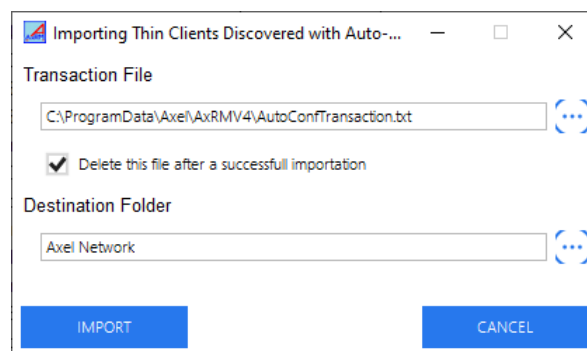 Importing Thin Clients Discovered with Auto-...
Transaction File
C:\ProgramData\Axel\AxRMV4\AutoConfTransaction.txt
Delete this file after a successfull importation
Destination Folder
Axel Network
IMPORT
CANCEL